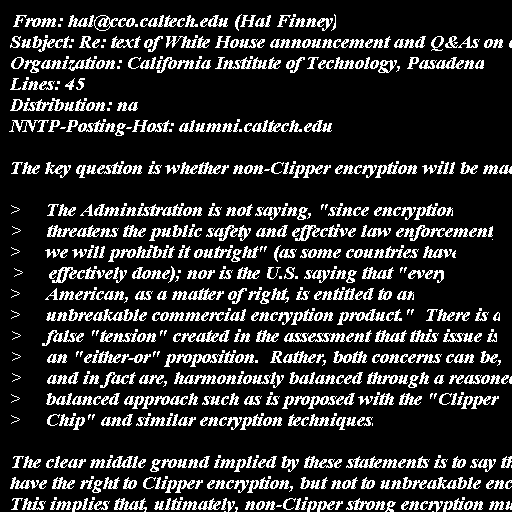 From: hal@cco.caltech.edu (Hal Finney)
Subject: Re: text of White House announcement and Q&As on
Organization: California Institute of Technology, Pasadena
Lines: 45
Distribution: na
NNTP-Posting-Host: alumni.caltech.edu
The key question is whether non-Clipper encryption will be
> The Administration is not saying, "since encryption
> threatens the public safety and effective law enforcement,
> we will prohibit it outright" (as some countries have
> effectively done); nor is the U.S. saying that "every
> American, as a matter of right, is entitled to an
> unbreakable commercial encryption product." There is a
> false "tension" created in the assessment that this issue is
> an "either-or" proposition. Rather, both concerns can be,
> and in fact are, harmoniously balanced through a reasoned
> balanced approach such as is proposed with the "Clipper
> Chip" and similar encryption techniques.
The clear middle ground implied by these statements is to say
have the right to Clipper encryption, but not to unbreakable
This implies that, ultimately, non-Clipper strong encryption